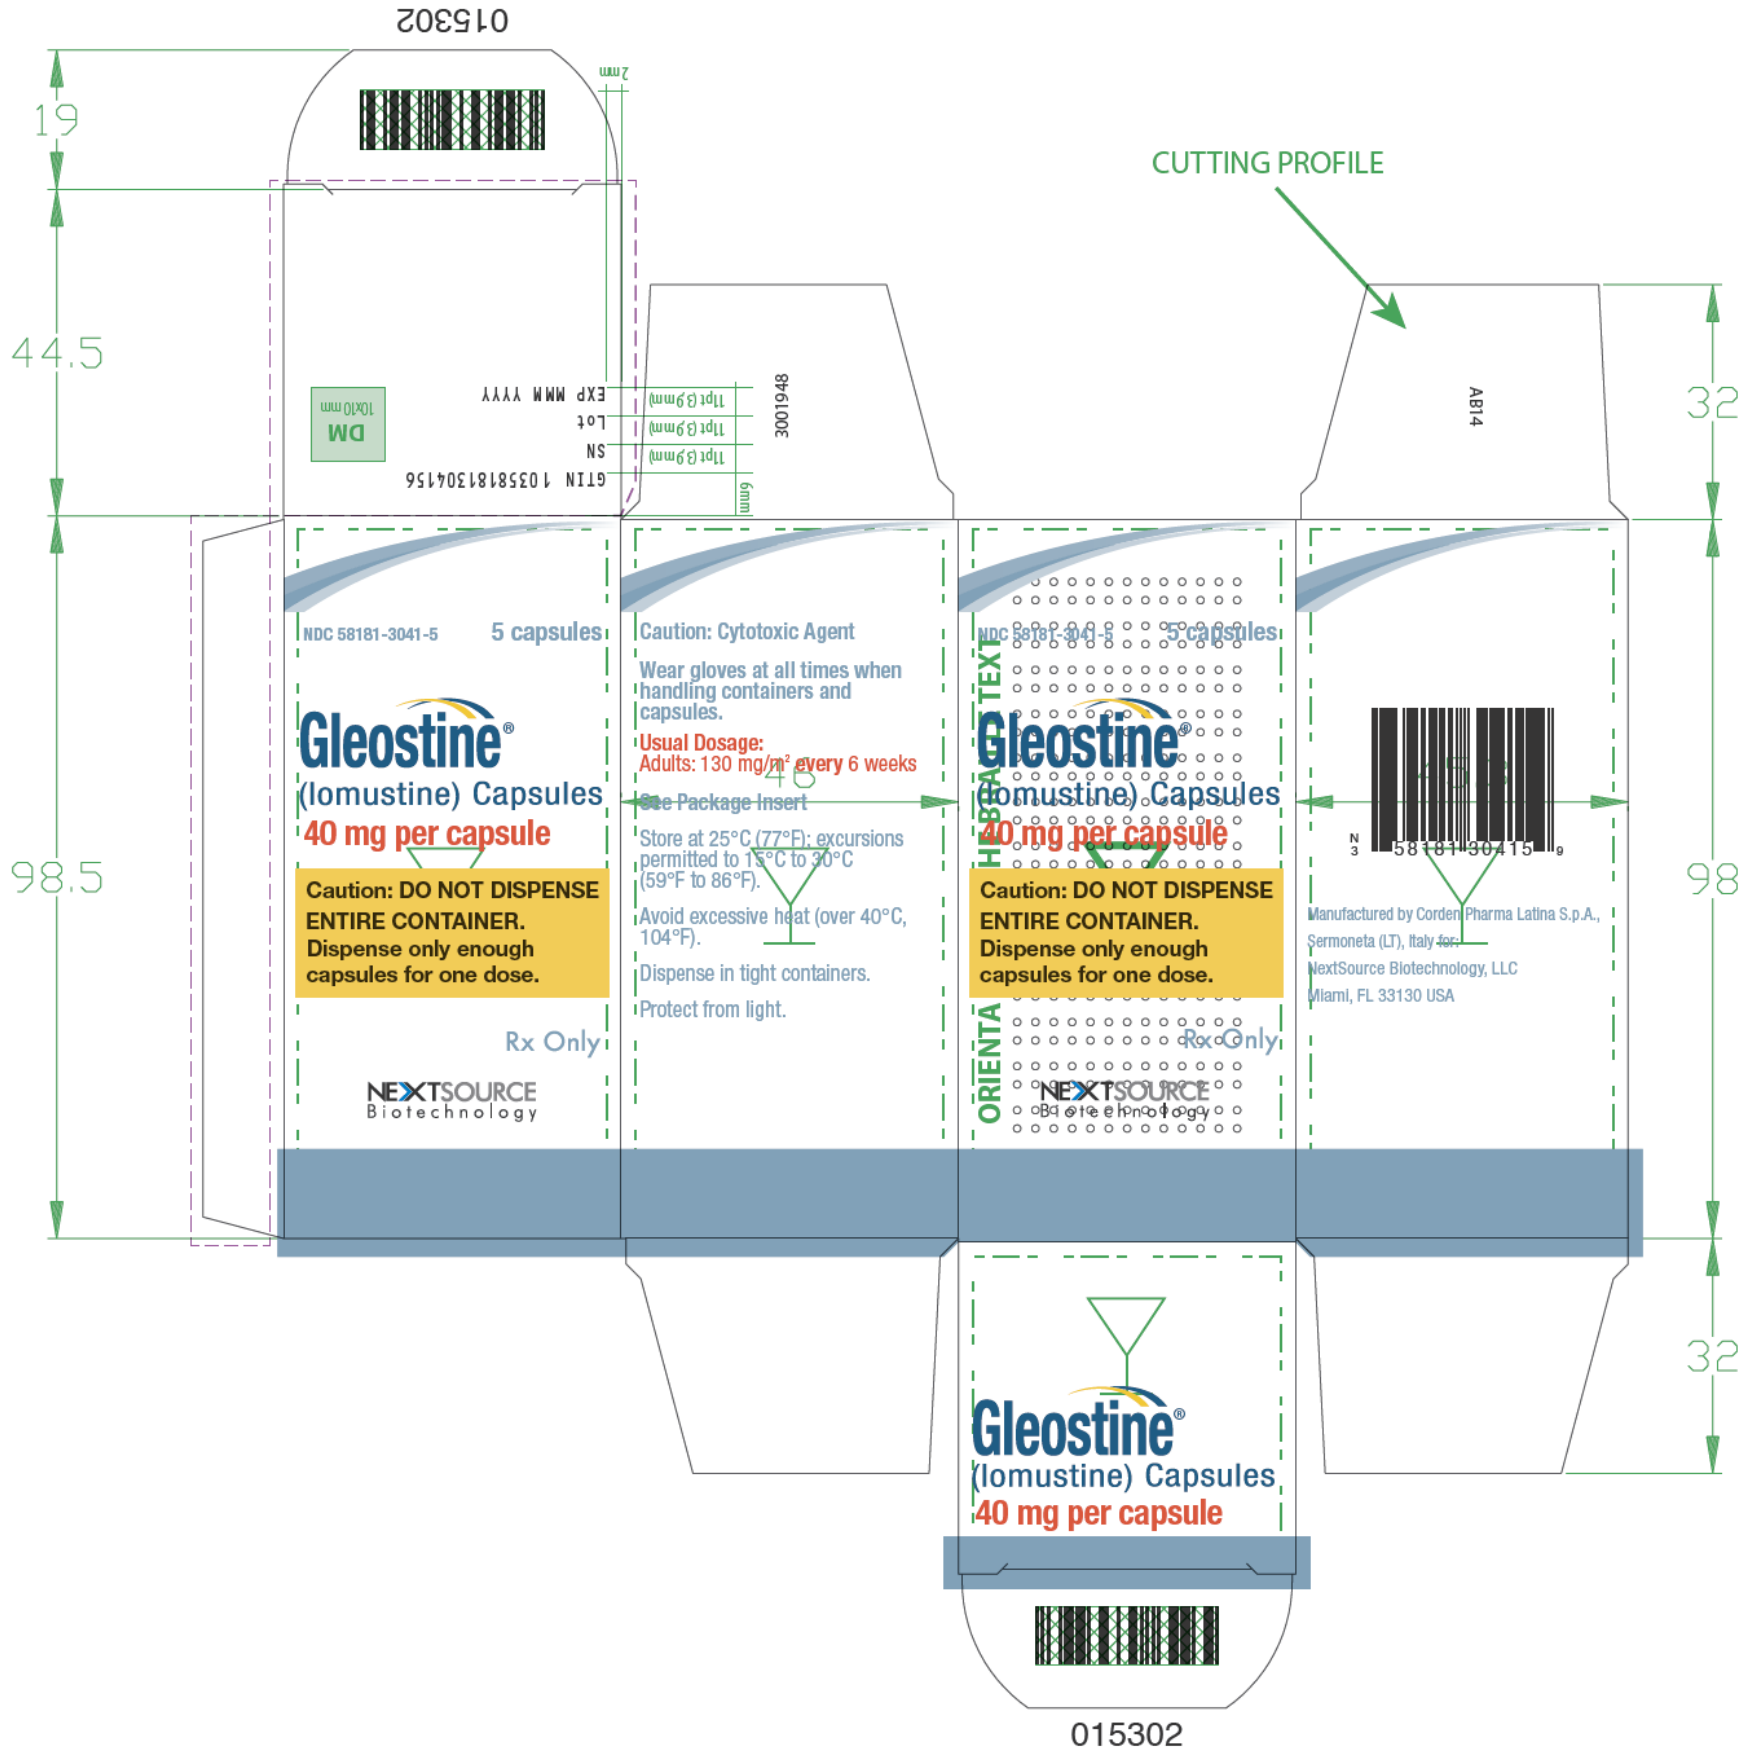 015302
19
2 mm
CUTTING PROFILE
44.5
32
EXP MMM YYYY
Lot
SN
GTIN 10358181304156
DM
10x10 mm
11pt (3,9mm)
11pt (3,9mm)
11pt (3,9mm)
6mm
3001948
AB14
32
NDC 58181-3041-5 5 capsules
Gleostine®
(lomustine) Capsules
40 mg per capsule
Caution: DO NOT DISPENSE
ENTIRE CONTAINER.
Dispense only enough
capsules for one dose.
Rx Only
NEXTSOURCE
Biotechnology
98.5
Caution: Cytotoxic Agent
Wear gloves at all times when
handling containers and
capsules.
Usual Dosage:
Adults: 130 mg/m² every 6 weeks
See Package Insert
Store at 25°C (77°F); excursions
permitted to 15°C to 30°C
(59°F to 86°F).
Avoid excessive heat (over 40°C,
104°F).
Dispense in tight containers.
Protect from light.
NDC 58181-3041-5 5 capsules
Gleostine®
(lomustine) Capsules
40 mg per capsule
Caution: DO NOT DISPENSE
ENTIRE CONTAINER.
Dispense only enough
capsules for one dose.
Rx Only
NEXTSOURCE
Biotechnology
TEXT
N
3 58181 30415 9
Manufactured by Corden Pharma Latina S.p.A.,
Sermoneta (LT), Italy for:
NextSource Biotechnology, LLC
Miami, FL 33130 USA
98
32
Gleostine®
(lomustine) Capsules
40 mg per capsule
015302